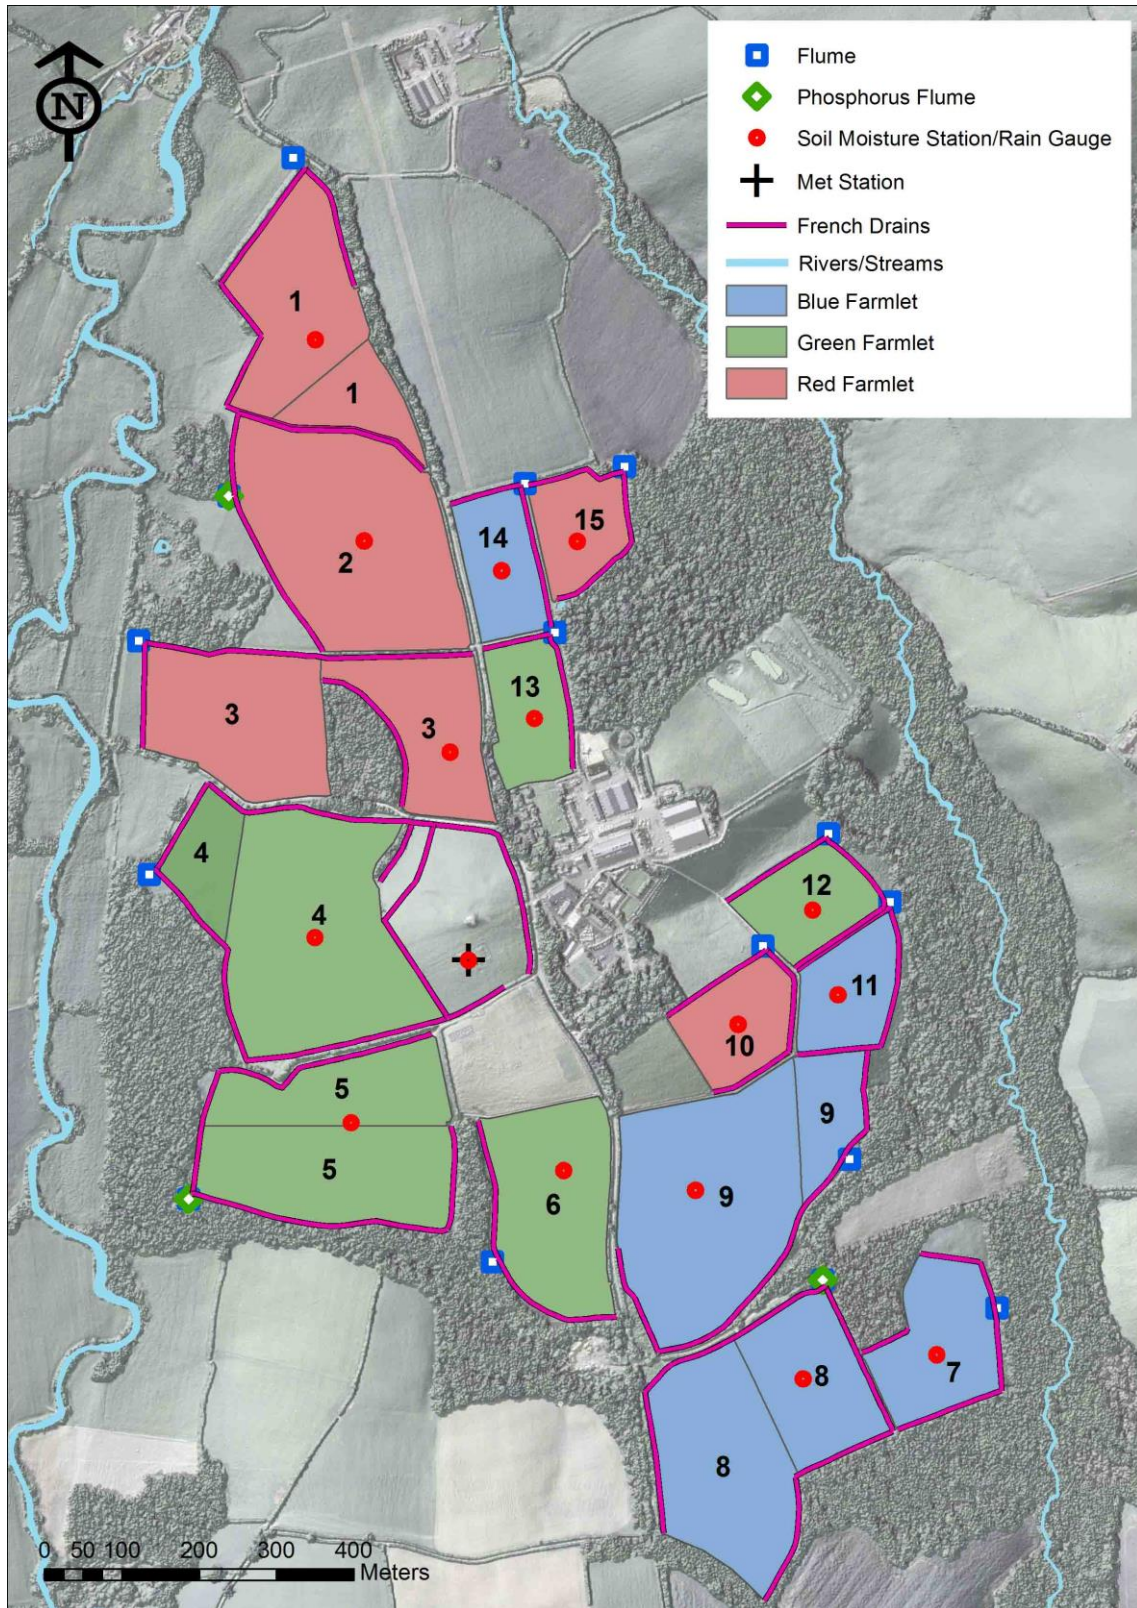 N
Flume
Phosphorus Flume
Soil Moisture Station/Rain Gauge
Met Station
French Drains
Rivers/Streams
Blue Farmlet
Green Farmlet
Red Farmlet
1
1
2
14
15
13
3
3
4
4
12
11
10
5
5
9
9
6
7
8
8
0 50 100 200 300 400
Meters